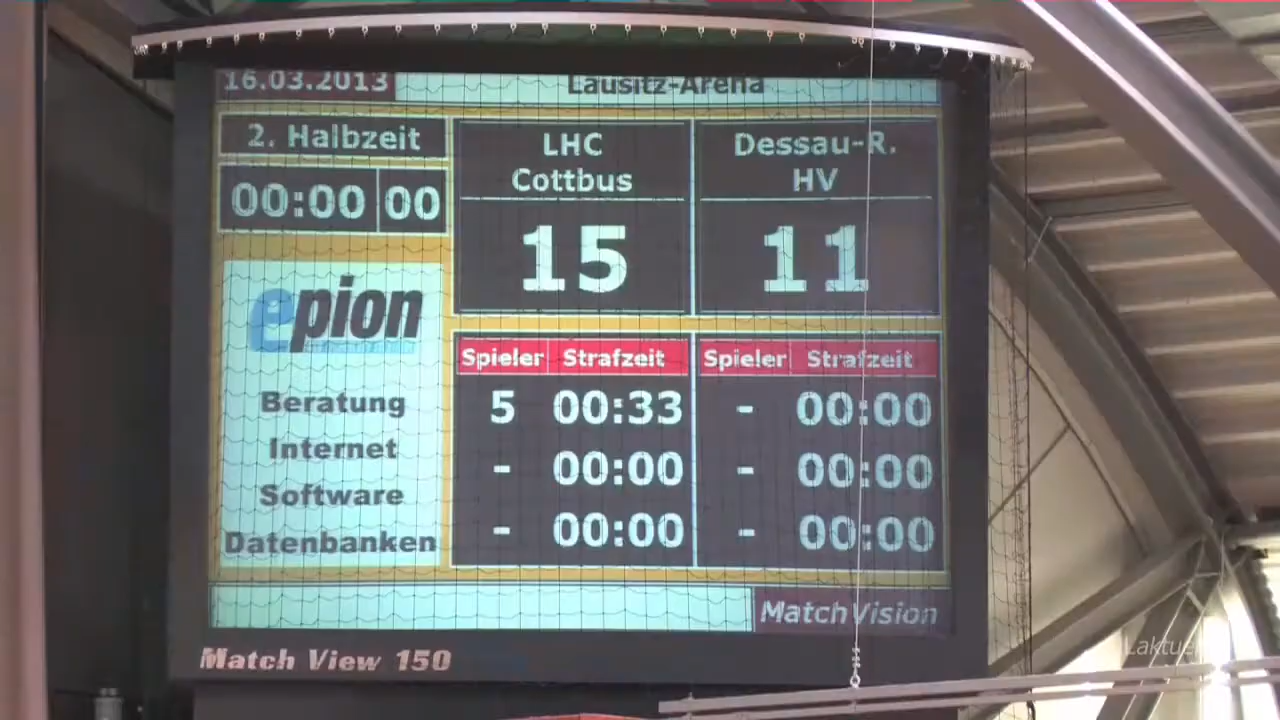 16.03.2013
Lausitz-Arena
2. Halbzeit
00:00 00
LHC
Cottbus
15
Dessau-R.
HV
11
epion
Beratung
Internet
Software
Datenbanken
Spieler Strafzeit
5 00:33
- 00:00
- 00:00
Spieler Strafzeit
- 00:00
- 00:00
- 00:00
MatchVision
Match View 150